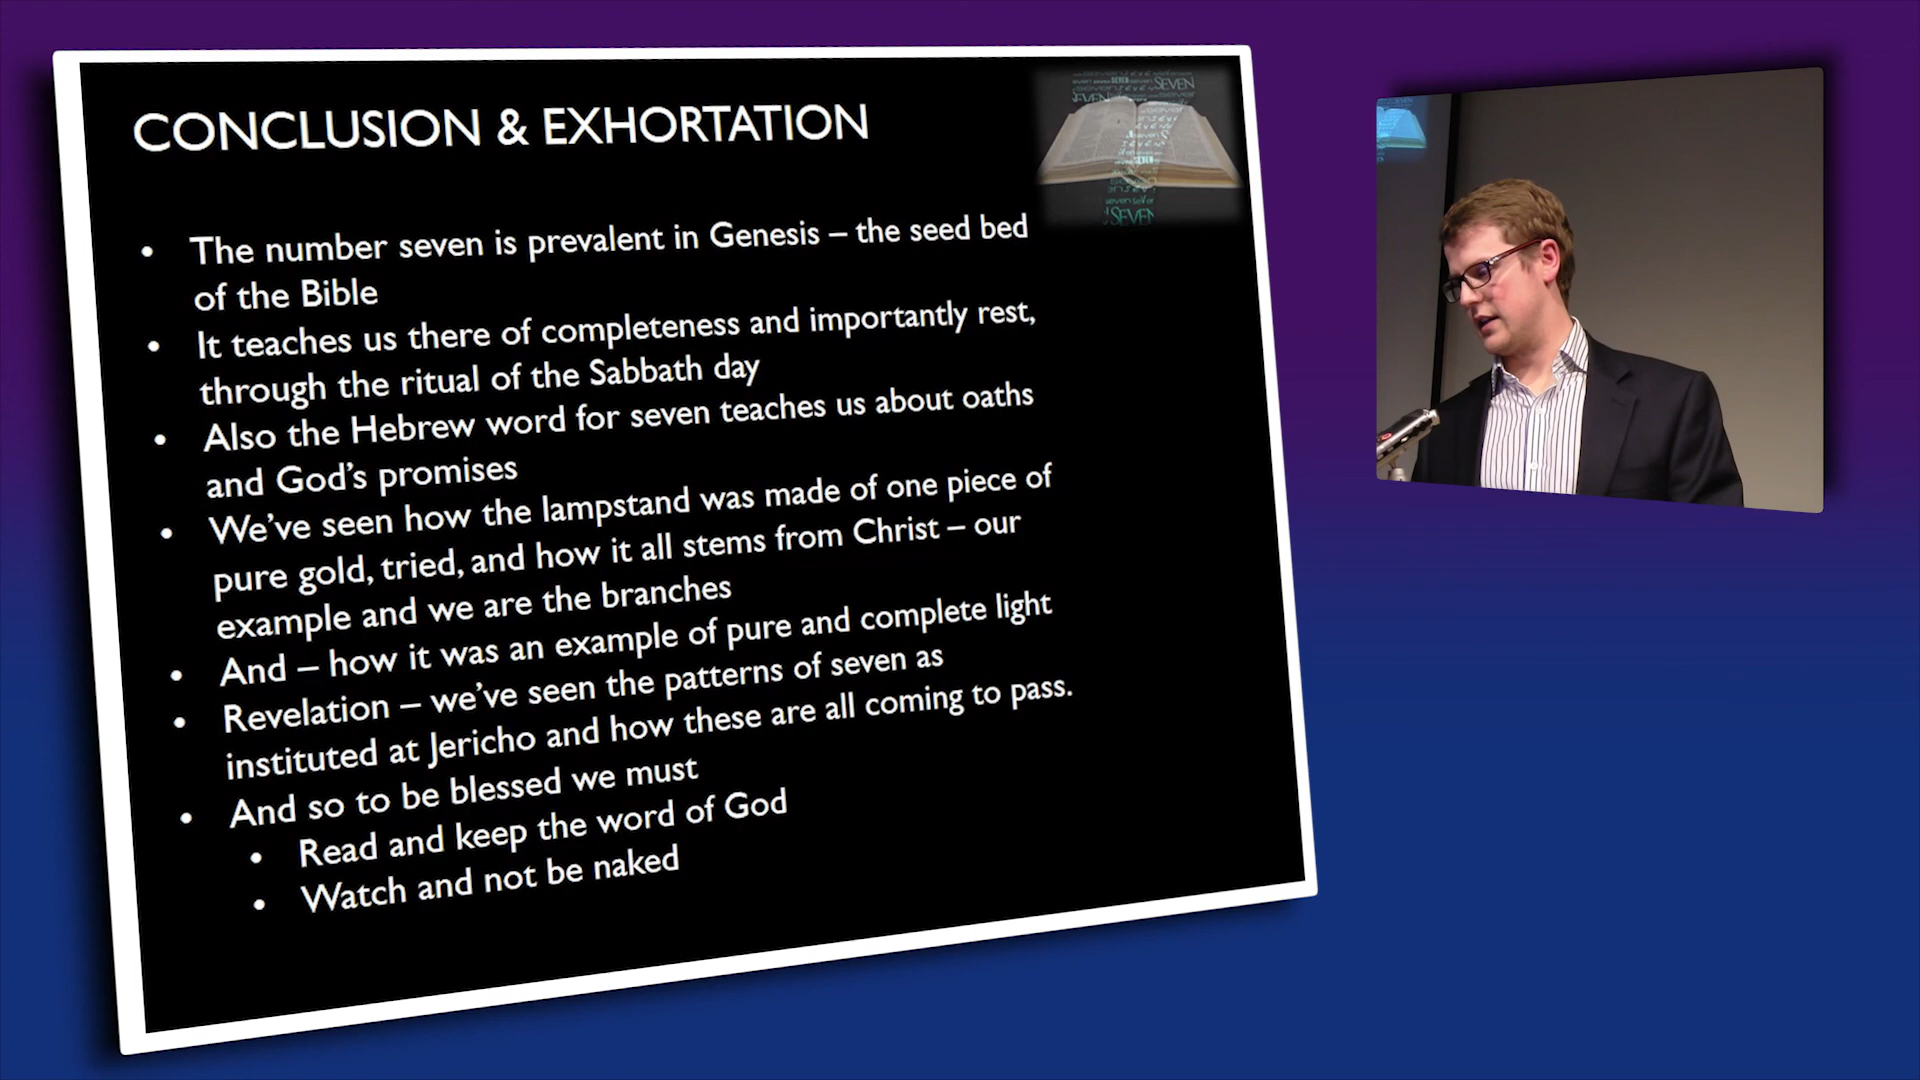 CONCLUSION & EXHORTATION
SEVEN
SEVEN
SEVEN
SEVEN
• The number seven is prevalent in Genesis – the seed bed
of the Bible
• It teaches us there of completeness and importantly rest,
through the ritual of the Sabbath day
• Also the Hebrew word for seven teaches us about oaths
and God's promises
• We've seen how the lampstand was made of one piece of
pure gold, tried, and how it all stems from Christ – our
example and we are the branches
• And – how it was an example of pure and complete light
• Revelation – we've seen the patterns of seven as
instituted at Jericho and how these are all coming to pass.
• And so to be blessed we must
• Read and keep the word of God
• Watch and not be naked